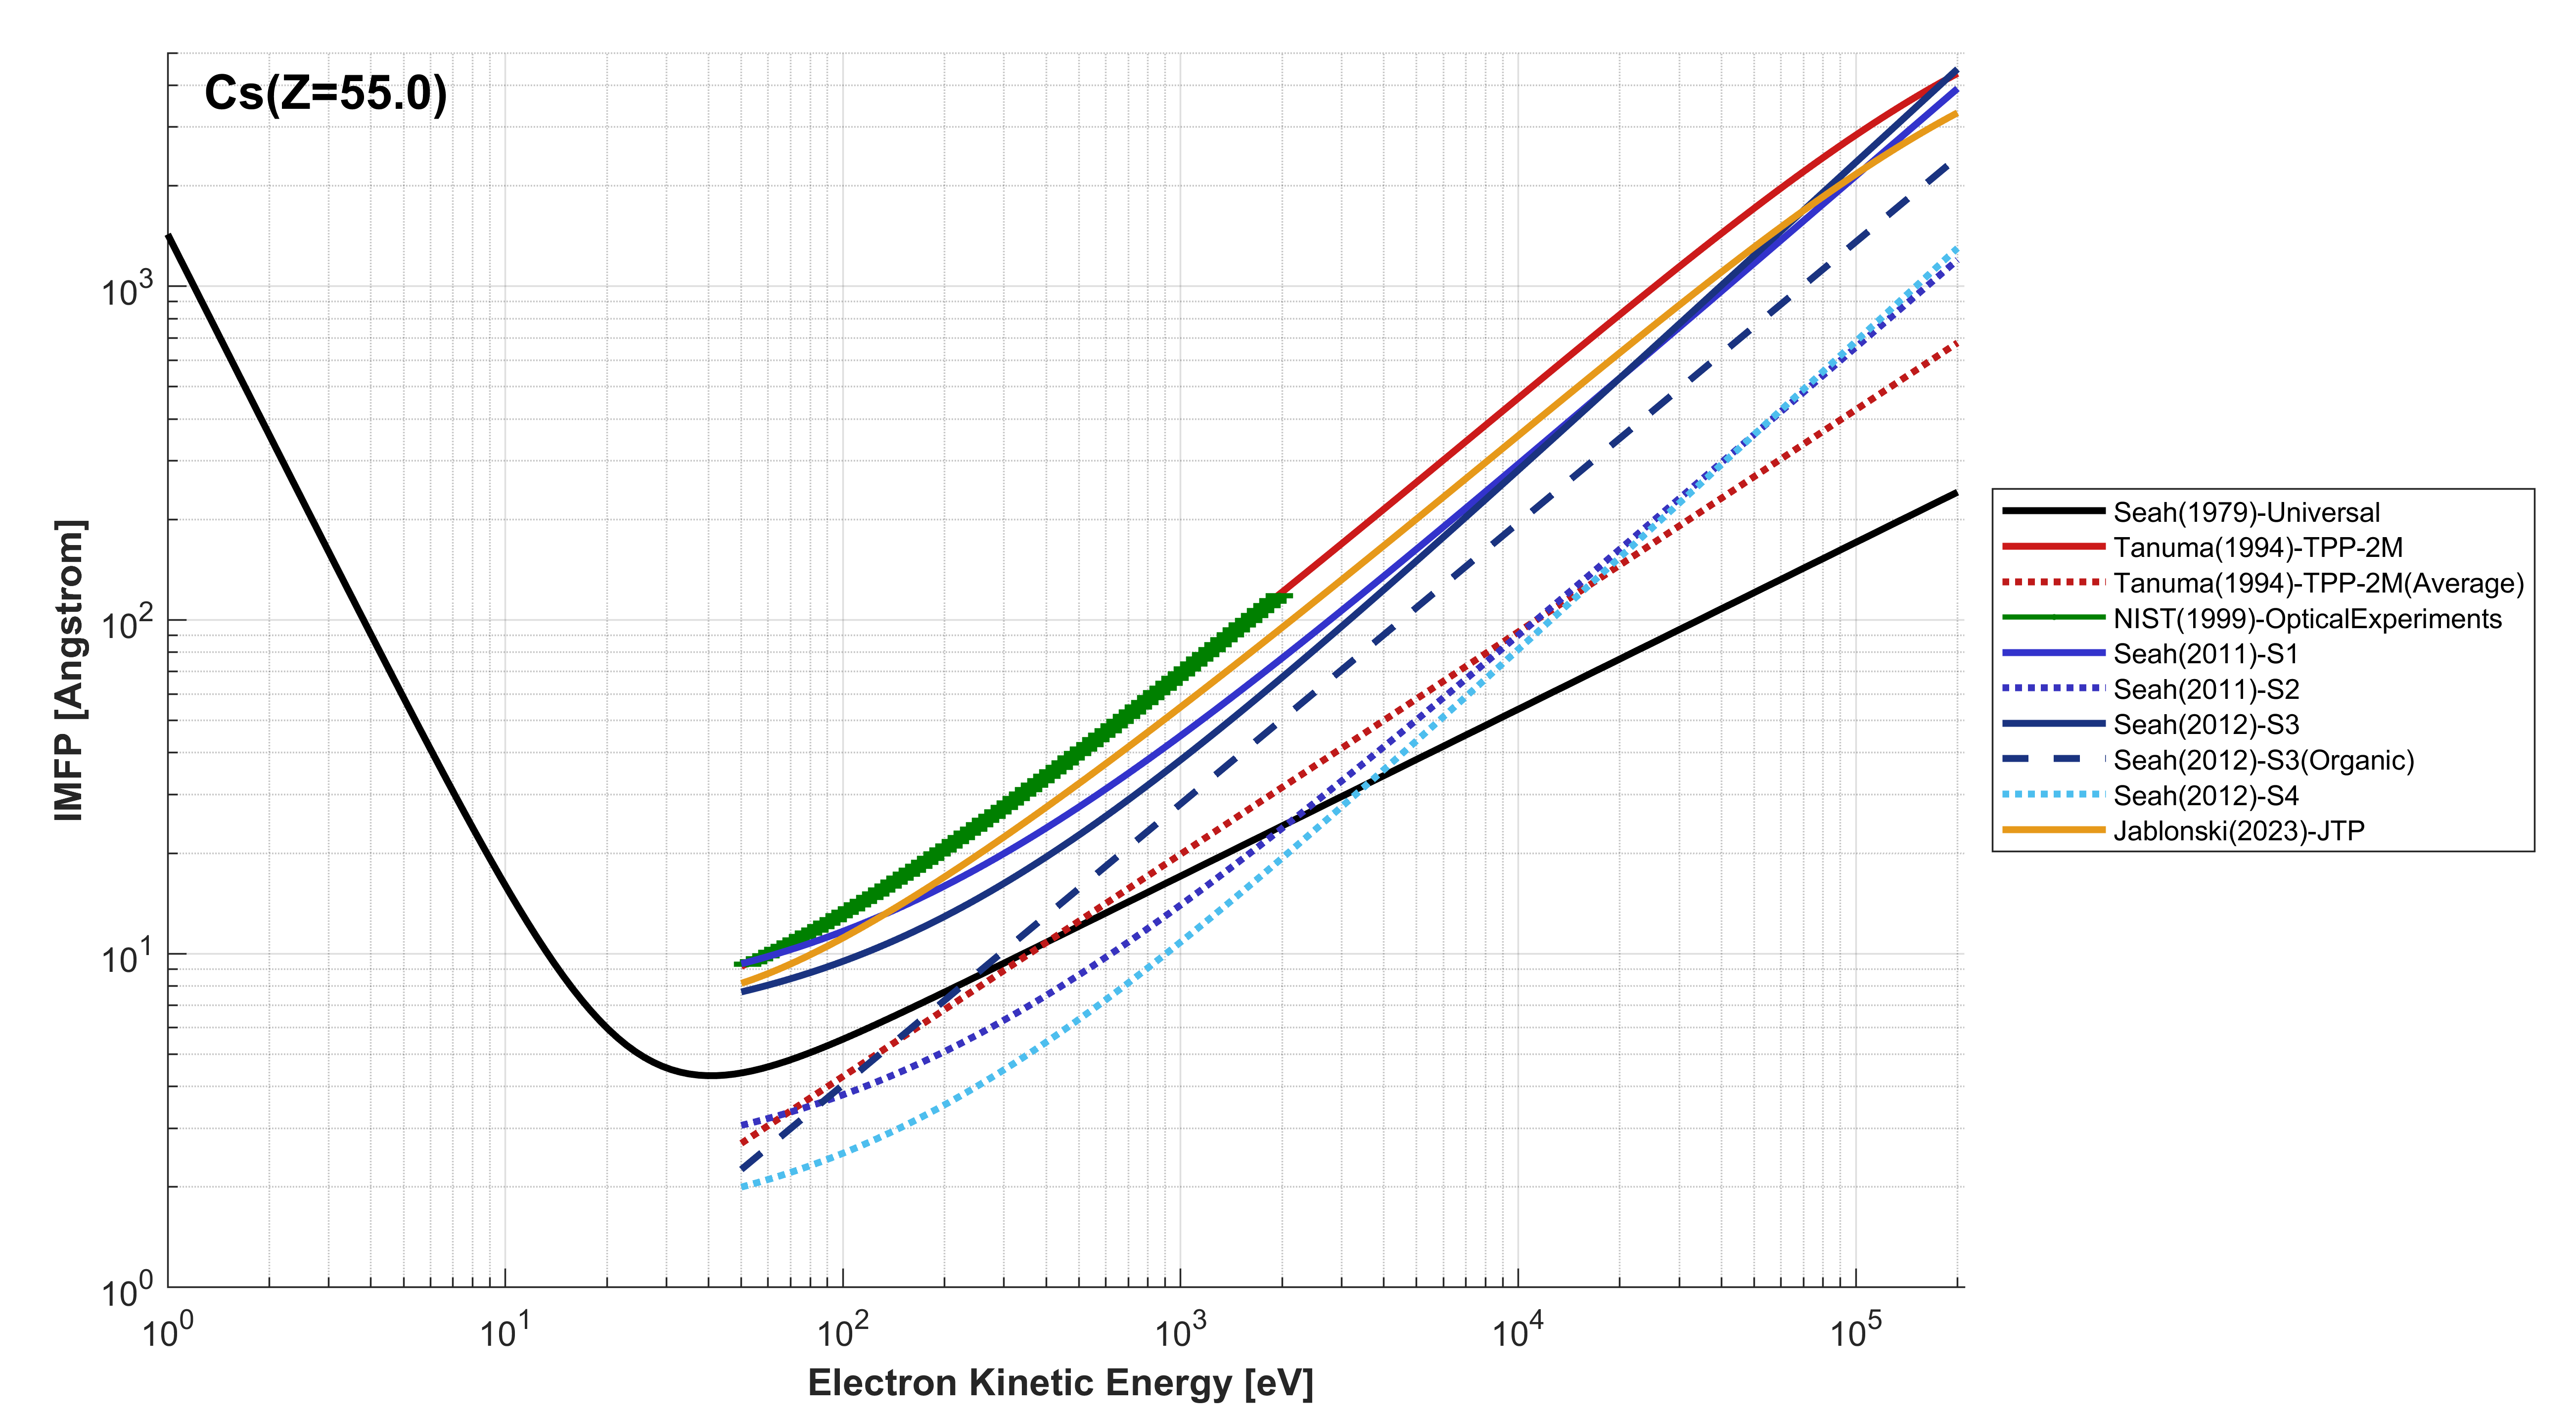 Cs(Z=55.0)
IMFP [Angstrom]
10^3
10^2
10^1
10^0
10^0 10^1 10^2 10^3 10^4 10^5
Electron Kinetic Energy [eV]
Seah(1979)-Universal
Tanuma(1994)-TPP-2M
Tanuma(1994)-TPP-2M(Average)
NIST(1999)-OpticalExperiments
Seah(2011)-S1
Seah(2011)-S2
Seah(2012)-S3
Seah(2012)-S3(Organic)
Seah(2012)-S4
Jablonski(2023)-JTP